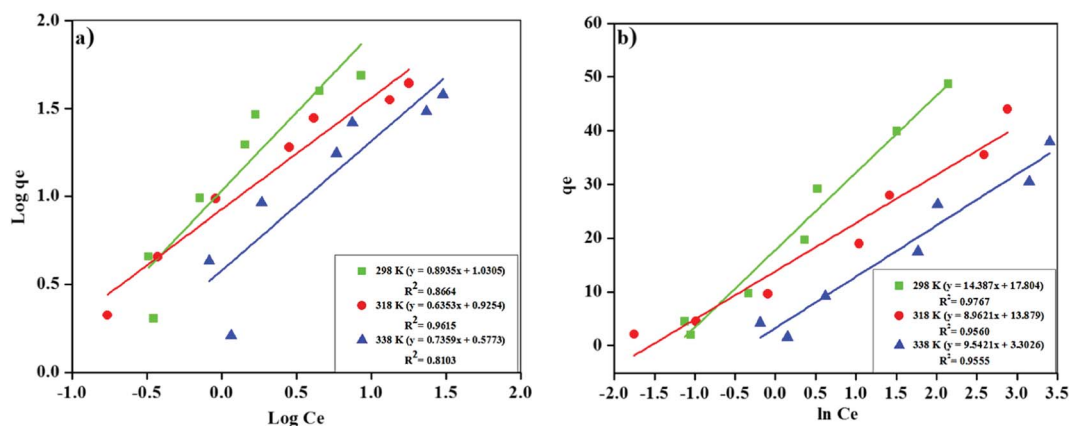 a)
2.0
1.5
1.0
0.5
0.0
Log qe
298 K (y = 0.8935x + 1.0305)
R2 = 0.8664
318 K (y = 0.6353x + 0.9254)
R2 = 0.9615
338 K (y = 0.7359x + 0.5773)
R2 = 0.8103
-1.0 -0.5 0.0 0.5 1.0 1.5 2.0
Log Ce
b)
60
50
40
30
20
10
0
qe
298 K (y = 14.387x + 17.804)
R2 = 0.9767
318 K (y = 8.9621x + 13.879)
R2 = 0.9560
338 K (y = 9.5421x + 3.3026)
R2 = 0.9555
-2.0 -1.5 -1.0 -0.5 0.0 0.5 1.0 1.5 2.0 2.5 3.0 3.5
ln Ce